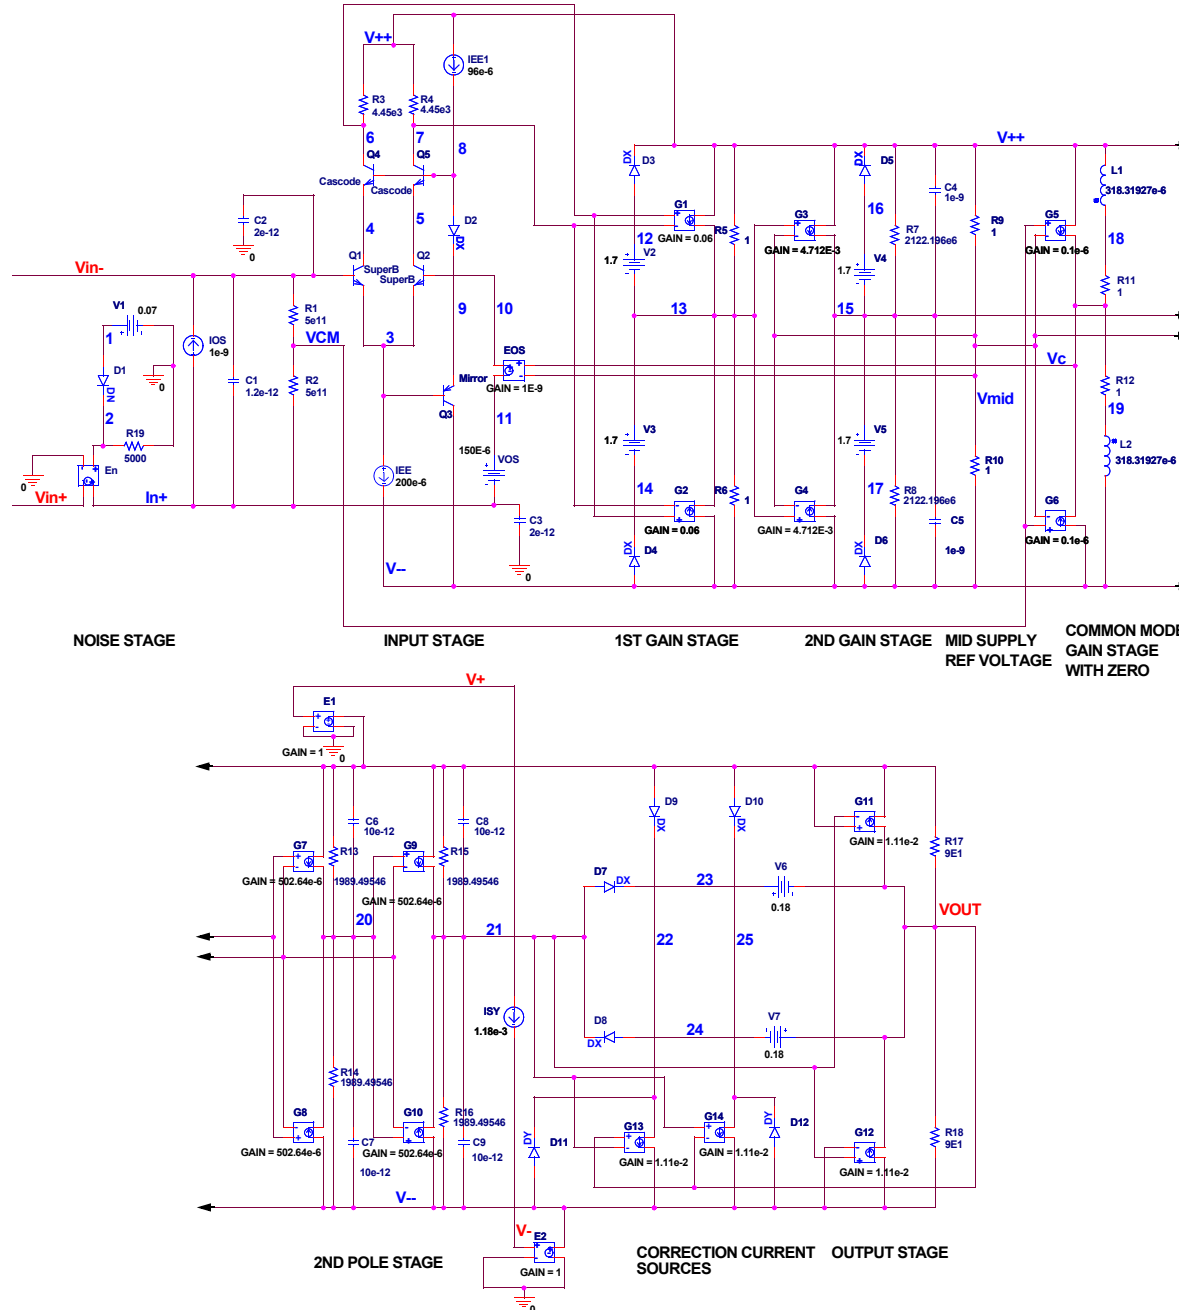 V++
IEE1
96e-6
R3
4.45e3
R4
4.45e3
6
7
8
Q4
Q5
Cascode
Cascode
D2
DX
C2
2e-12
0
4
5
Vin-
Q1
SuperB
Q2
SuperB
V1
0.07
1
0
D1
DN
2
R19
5000
En
0
Vin+
In+
IOS
1e-9
C1
1.2e-12
R1
5e11
VCM
R2
5e11
3
9
10
EOS
GAIN = 1E-9
Mirror
Q3
11
IEE
200e-6
150E-6
VOS
C3
2e-12
0
V--
DX
D3
12
1.7
V2
G1
GAIN = 0.06
R5
1
13
V3
1.7
14
G2
GAIN = 0.06
R6
1
DX
D4
G3
GAIN = 4.712E-3
DX
D5
16
1.7
V4
R7
2122.196e6
C4
1e-9
15
V5
1.7
17
G4
GAIN = 4.712E-3
R8
2122.196e6
DX
D6
C5
1e-9
V++
R9
1
Vmid
R10
1
G5
GAIN = 0.1e-6
L1
318.31927e-6
18
R11
1
Vc
R12
1
19
L2
318.31927e-6
G6
GAIN = 0.1e-6
NOISE STAGE
INPUT STAGE
1ST GAIN STAGE
2ND GAIN STAGE
MID SUPPLY
REF VOLTAGE
COMMON MODE
GAIN STAGE
WITH ZERO
V+
E1
GAIN = 1
0
C6
10e-12
C8
10e-12
G7
GAIN = 502.64e-6
R13
1989.49546
G9
GAIN = 502.64e-6
R15
1989.49546
20
21
R14
1989.49546
R16
1989.49546
G8
GAIN = 502.64e-6
G10
GAIN = 502.64e-6
C7
10e-12
C9
10e-12
V--
ISY
1.18e-3
D9
DX
D10
DX
G11
GAIN = 1.11e-2
R17
9E1
D7
DX
23
V6
0.18
VOUT
22
25
D8
DX
24
V7
0.18
DY
D11
G13
GAIN = 1.11e-2
G14
GAIN = 1.11e-2
DY
D12
G12
GAIN = 1.11e-2
R18
9E1
V-
E2
GAIN = 1
0
2ND POLE STAGE
CORRECTION CURRENT
SOURCES
OUTPUT STAGE